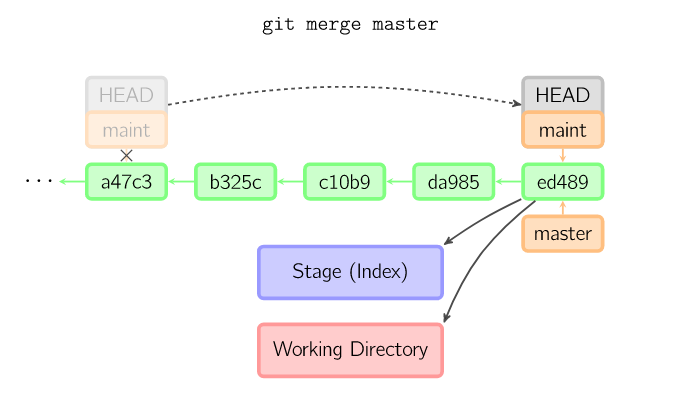 git merge master
HEAD HEAD
maint maint
... a47c3 b325c c10b9 da985 ed489
master
Stage (Index)
Working Directory